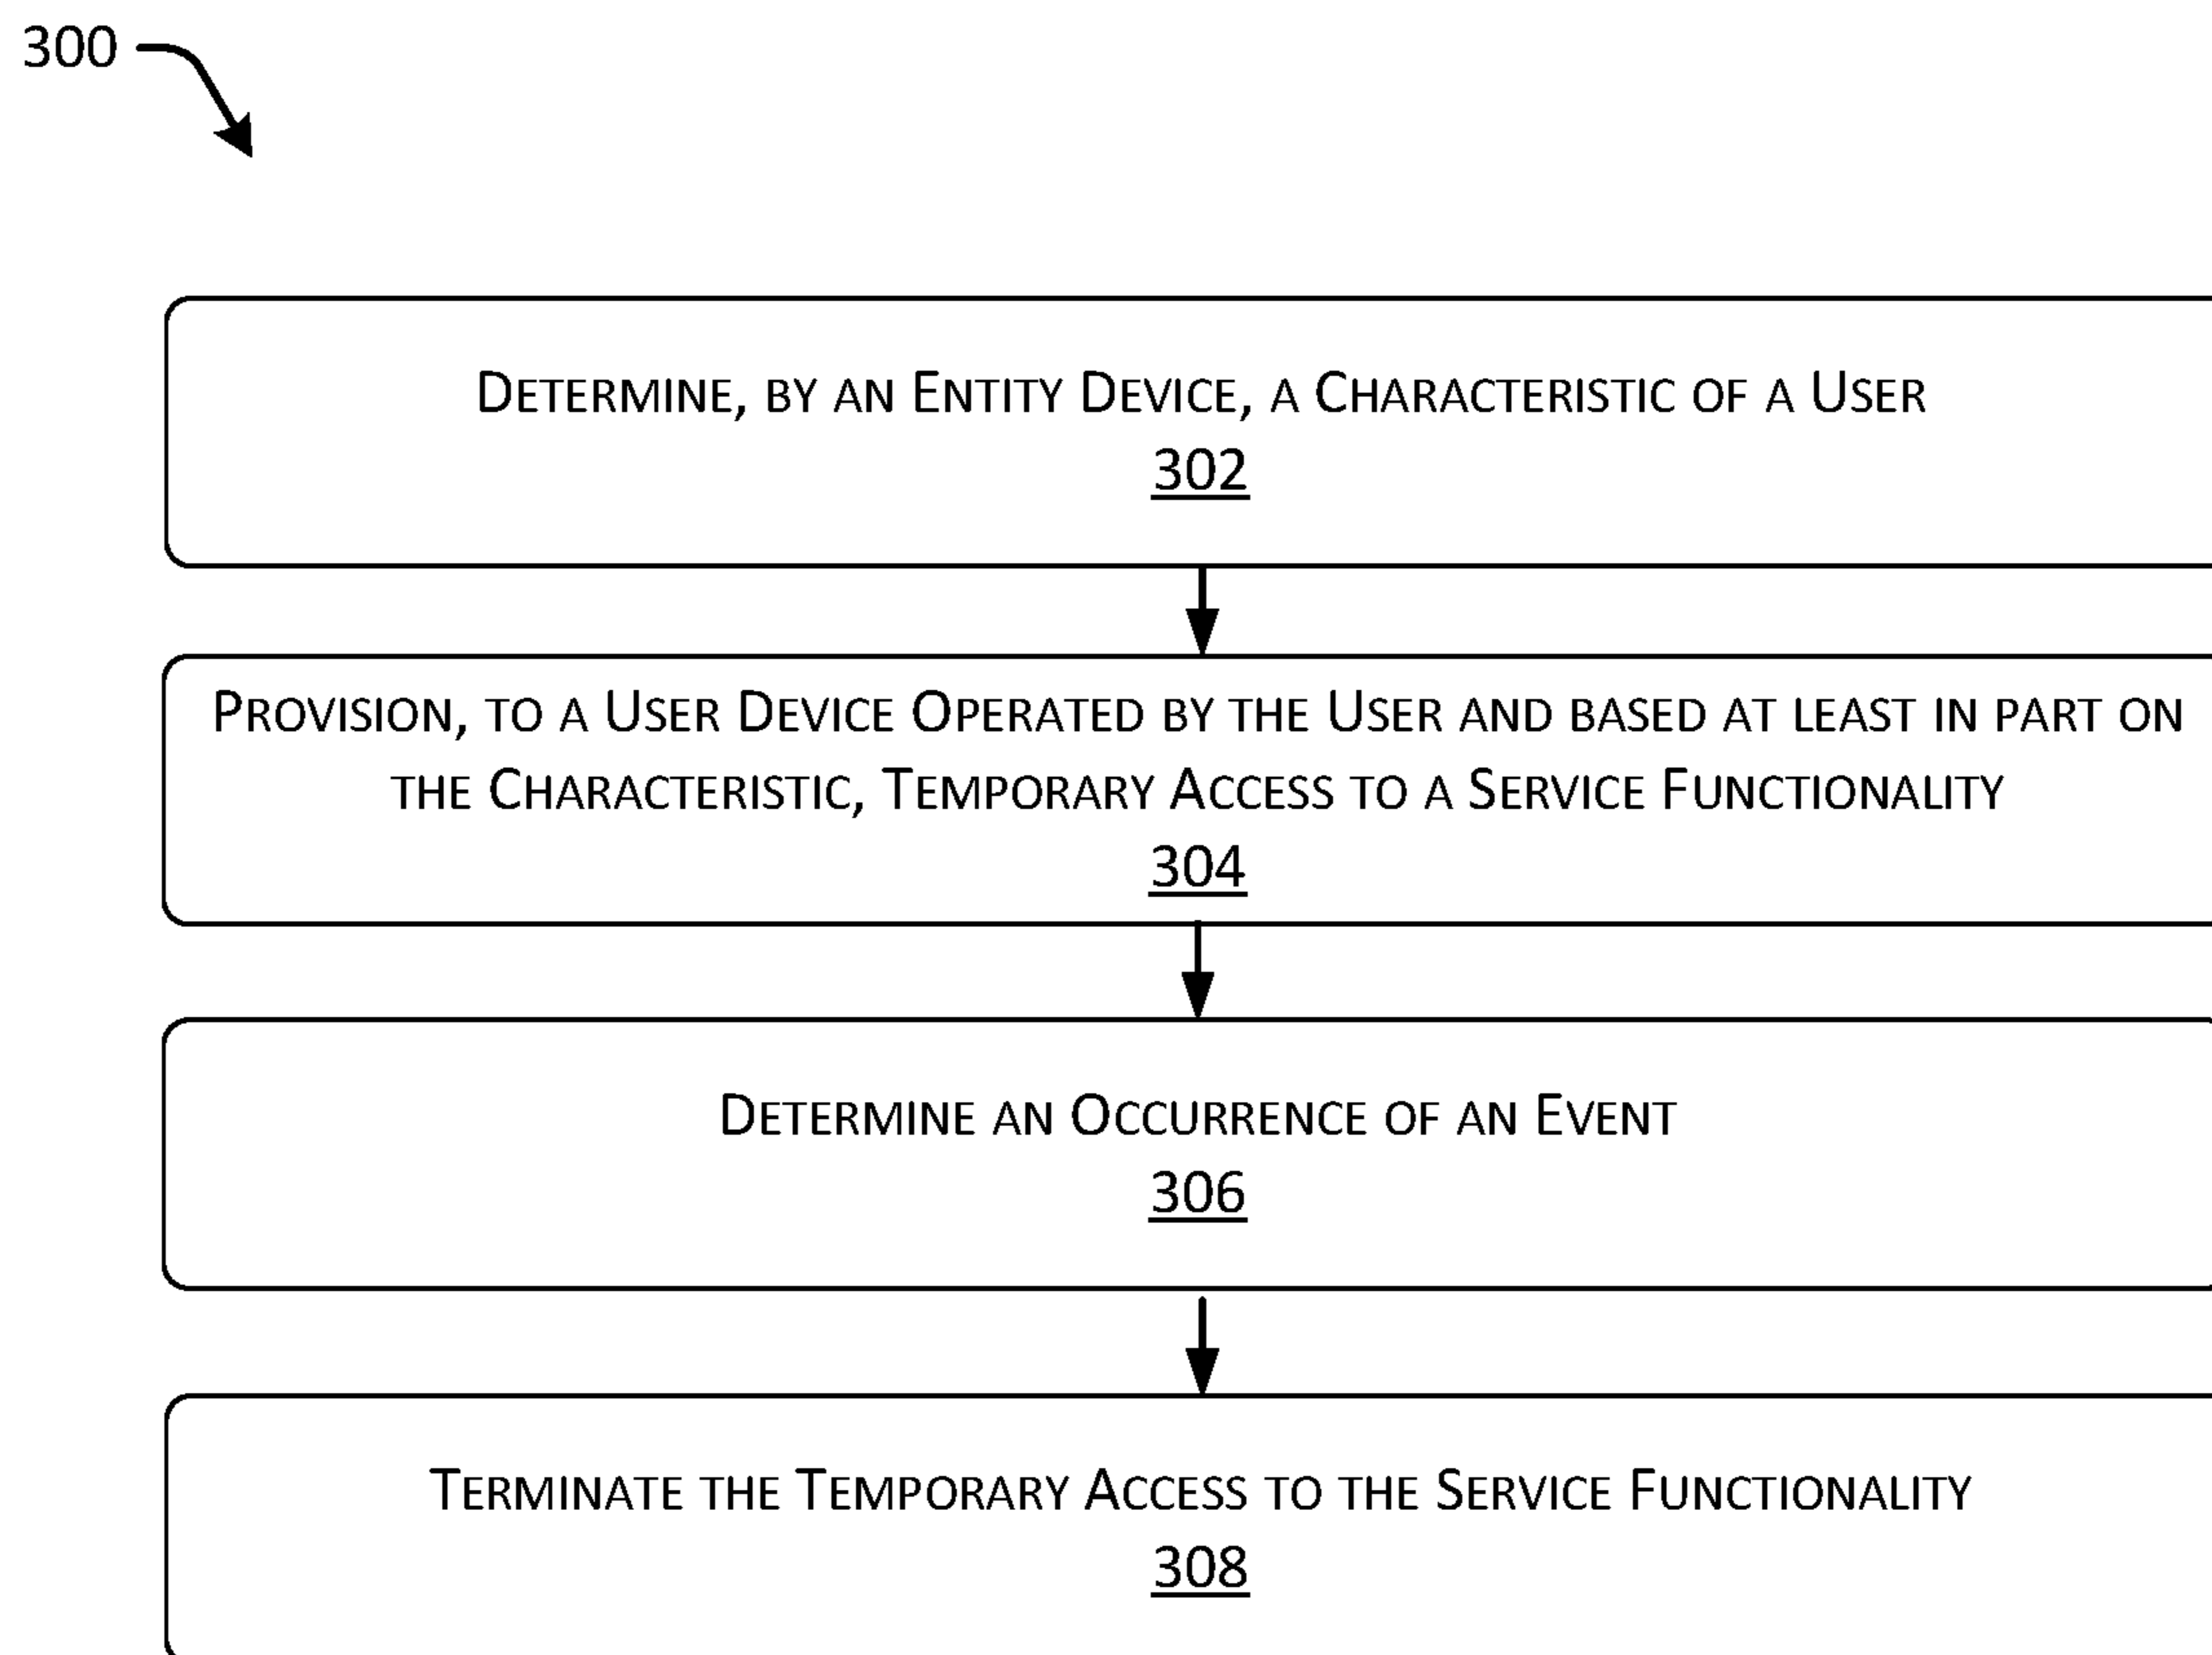 300
DETERMINE, BY AN ENTITY DEVICE, A CHARACTERISTIC OF A USER
302
PROVISION, TO A USER DEVICE OPERATED BY THE USER AND BASED AT LEAST IN PART ON
THE CHARACTERISTIC, TEMPORARY ACCESS TO A SERVICE FUNCTIONALITY
304
DETERMINE AN OCCURRENCE OF AN EVENT
306
TERMINATE THE TEMPORARY ACCESS TO THE SERVICE FUNCTIONALITY
308